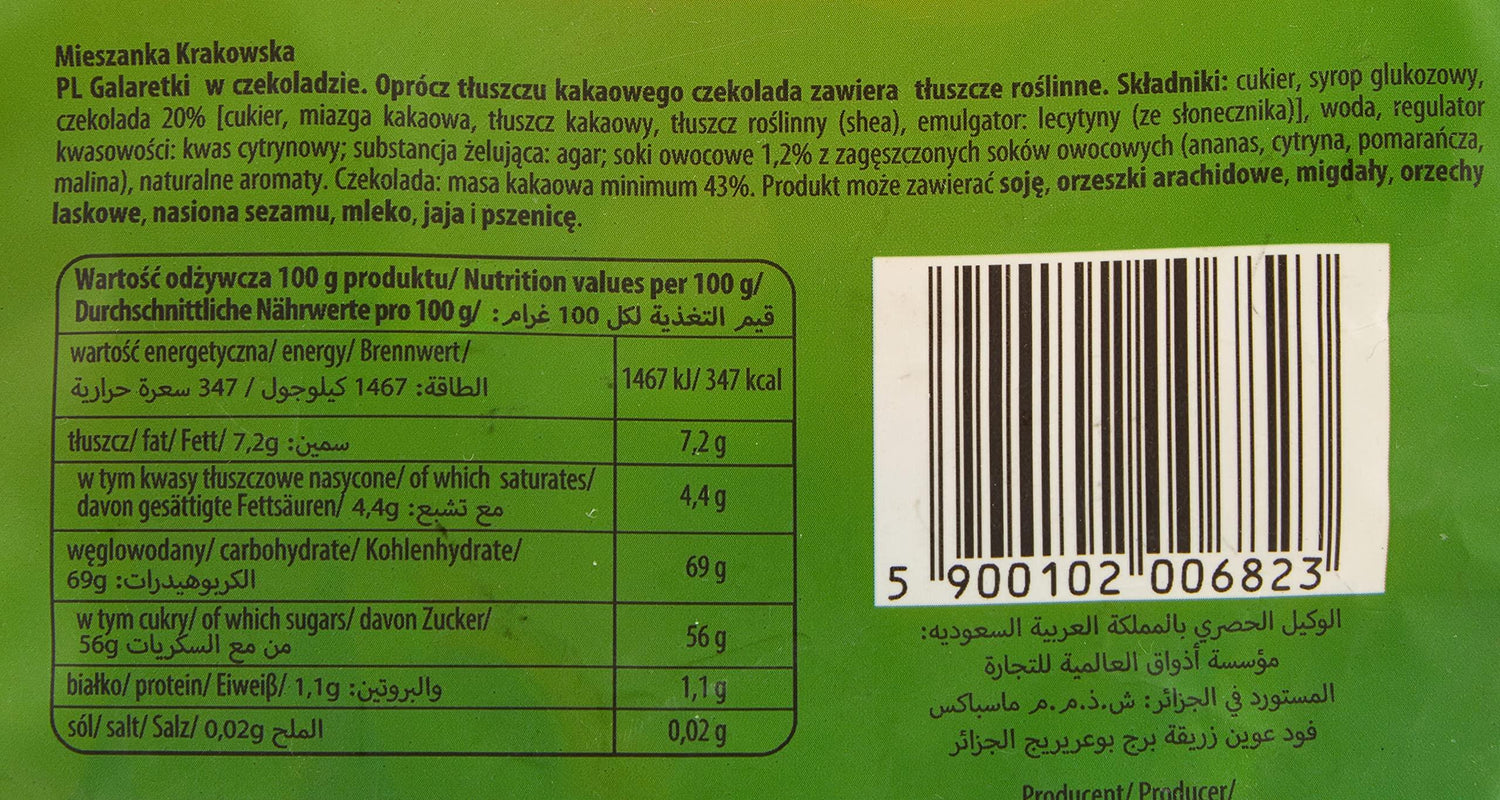 Mieszanka Krakowska
PL Galaretki w czekoladzie. Oprócz tłuszczu kakaowego czekolada zawiera tłuszcze roślinne. Składniki: cukier, syrop glukozowy,
czekolada 20% [cukier, miazga kakaowa, tłuszcz kakaowy, tłuszcz roślinny (shea), emulgator: lecytyny (ze słonecznika)], woda, regulator
kwasowości: kwas cytrynowy; substancja żelująca: agar; soki owocowe 1,2% z zagęszczonych soków owocowych (ananas, cytryna, pomarańcza,
malina), naturalne aromaty. Czekolada: masa kakaowa minimum 43%. Produkt może zawierać soję, orzeszki arachidowe, migdały, orzechy
laskowe, nasiona sezamu, mleko, jaja i pszenicę.
Wartość odżywcza 100 g produktu/ Nutrition values per 100 g/
Durchschnittliche Nährwerte pro 100 g/ قيم التغذية لكل 100 غرام:
wartość energetyczna/ energy/ Brennwert/
الطاقة: 1467 كيلوجول / 347 سعرة حرارية
1467 kJ/ 347 kcal
tłuszcz/ fat/ Fett/ سمين: 7,2g
7,2 g
w tym kwasy tłuszczowe nasycone/ of which saturates/
davon gesättigte Fettsäuren/ مع تشبع: 4,4g
4,4 g
węglowodany/ carbohydrate/ Kohlenhydrate/
الكربوهيدرات: 69g
69 g
w tym cukry/ of which sugars/ davon Zucker/
من مع السكريات 56g
56 g
białko/ protein/ Eiweiß/ والبروتين: 1,1g
1,1 g
sól/ salt/ Salz/ الملح 0,02g
0,02 g
5 900102 006823
الوكيل الحصري بالمملكة العربية السعوديه:
مؤسسة أذواق العالمية للتجارة
المستورد في الجزائر: ش.ذ.م.م ماسباكس
فود عوين زريقة برج بوعريريج الجزائر
Producent/ Producer/